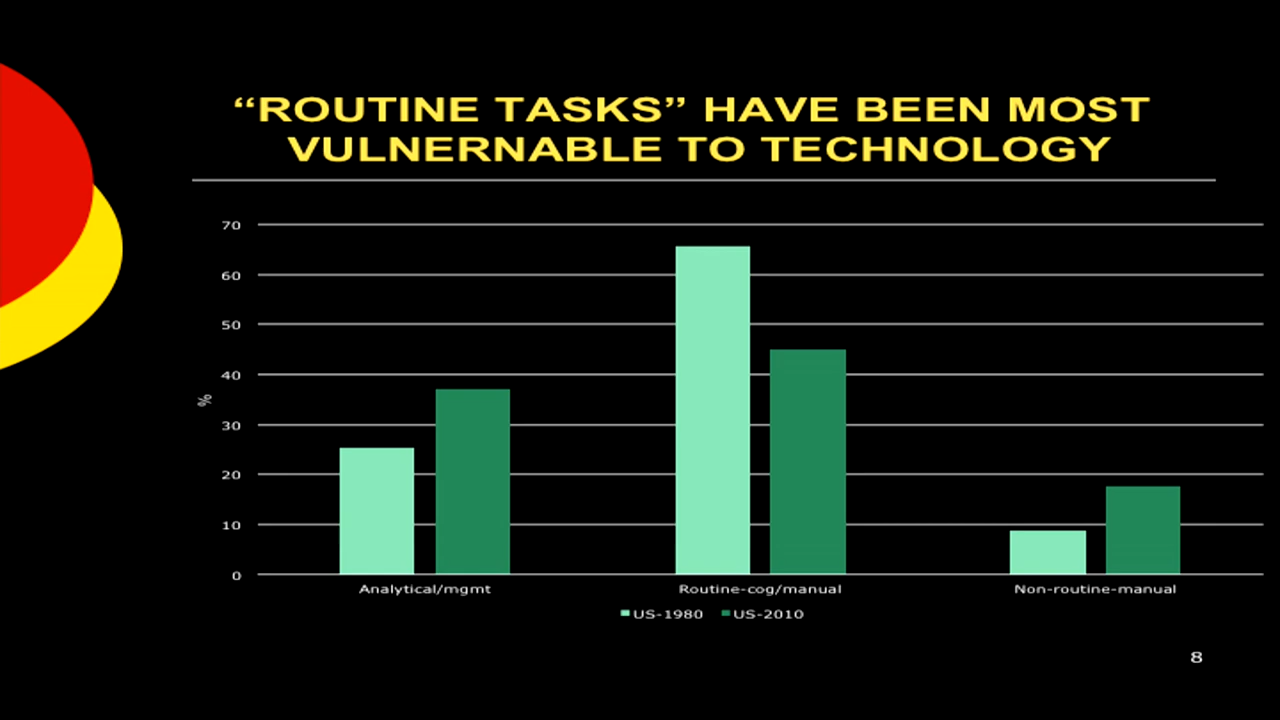 “ROUTINE TASKS” HAVE BEEN MOST
VULNERNABLE TO TECHNOLOGY
70
60
50
40
30
20
10
0
%
Analytical/mgmt
Routine-cog/manual
Non-routine-manual
US-1980
US-2010
8